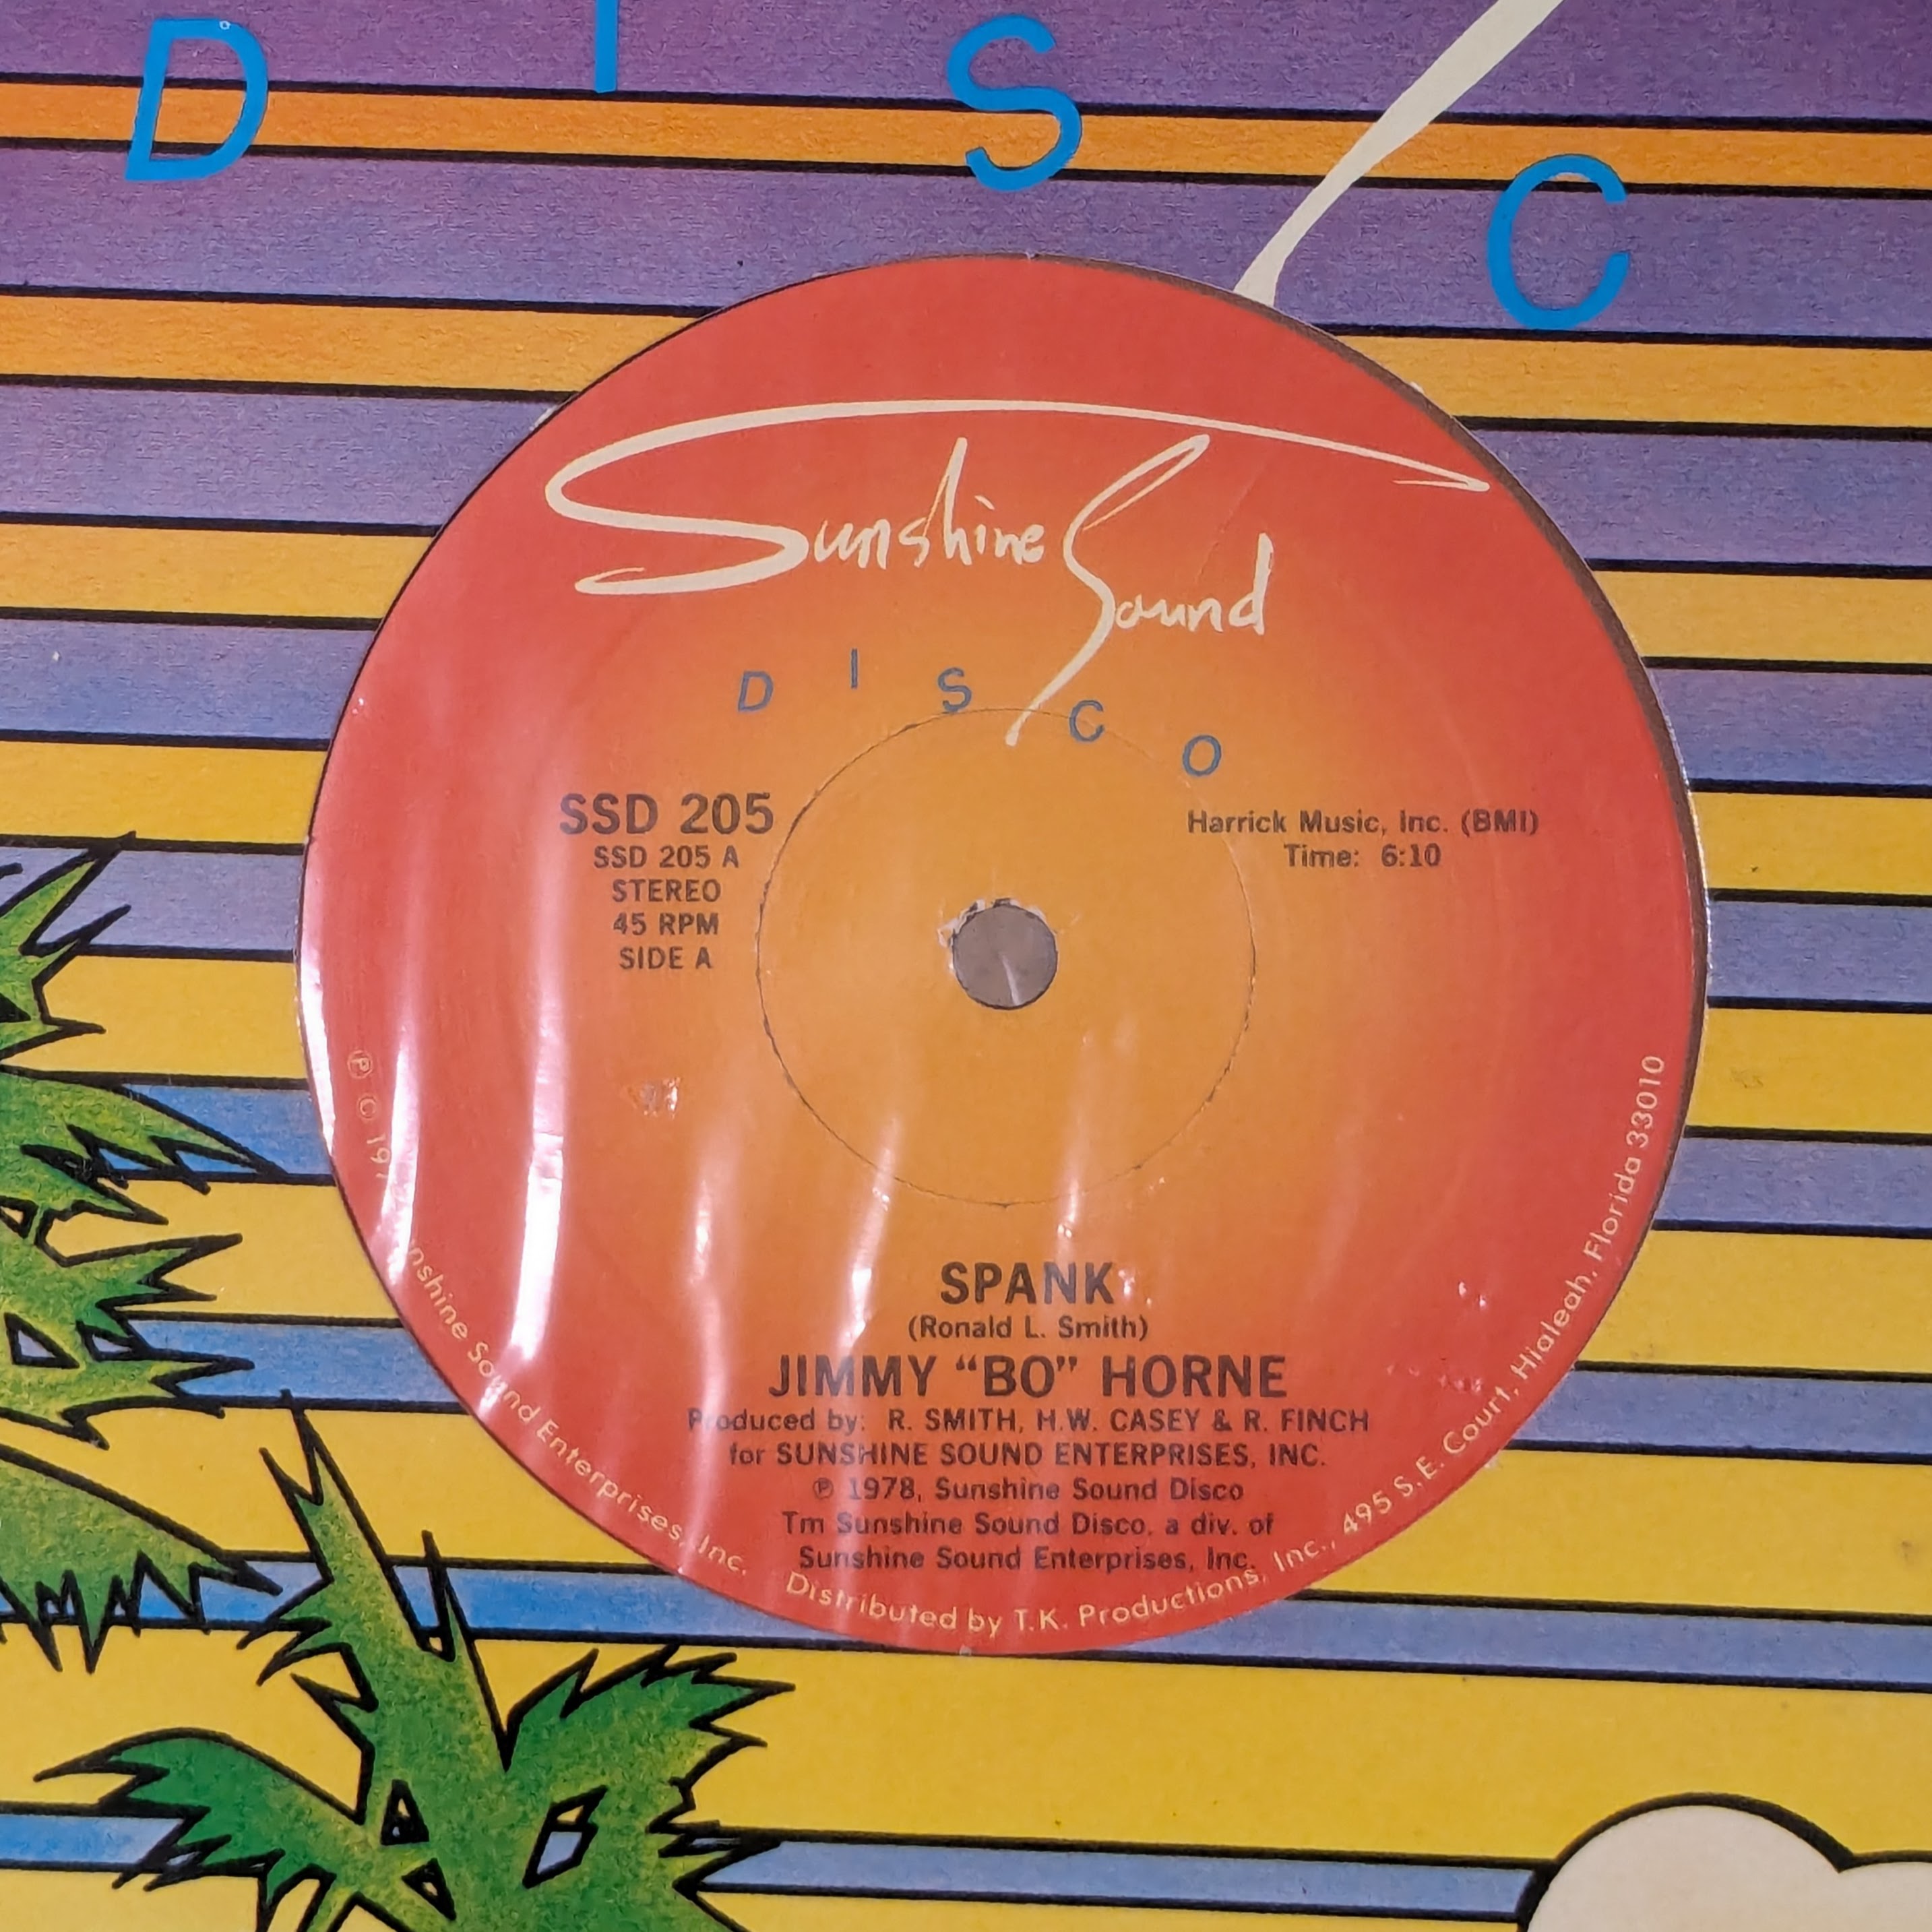 D I S C
Sunshine Sound
D I S C O
SSD 205
SSD 205 A
STEREO
45 RPM
SIDE A
Harrick Music, Inc. (BMI)
Time: 6:10
SPANK
(Ronald L. Smith)
JIMMY “BO” HORNE
Produced by: R. SMITH, H.W. CASEY & R. FINCH
for SUNSHINE SOUND ENTERPRISES, INC.
℗ 1978, Sunshine Sound Disco
Tm Sunshine Sound Disco, a div. of
Sunshine Sound Enterprises, Inc.
℗ © Sound Enterprises, Inc. Distributed by T.K. Productions, Inc., 495 S.E. Court, Hialeah, Florida 33010